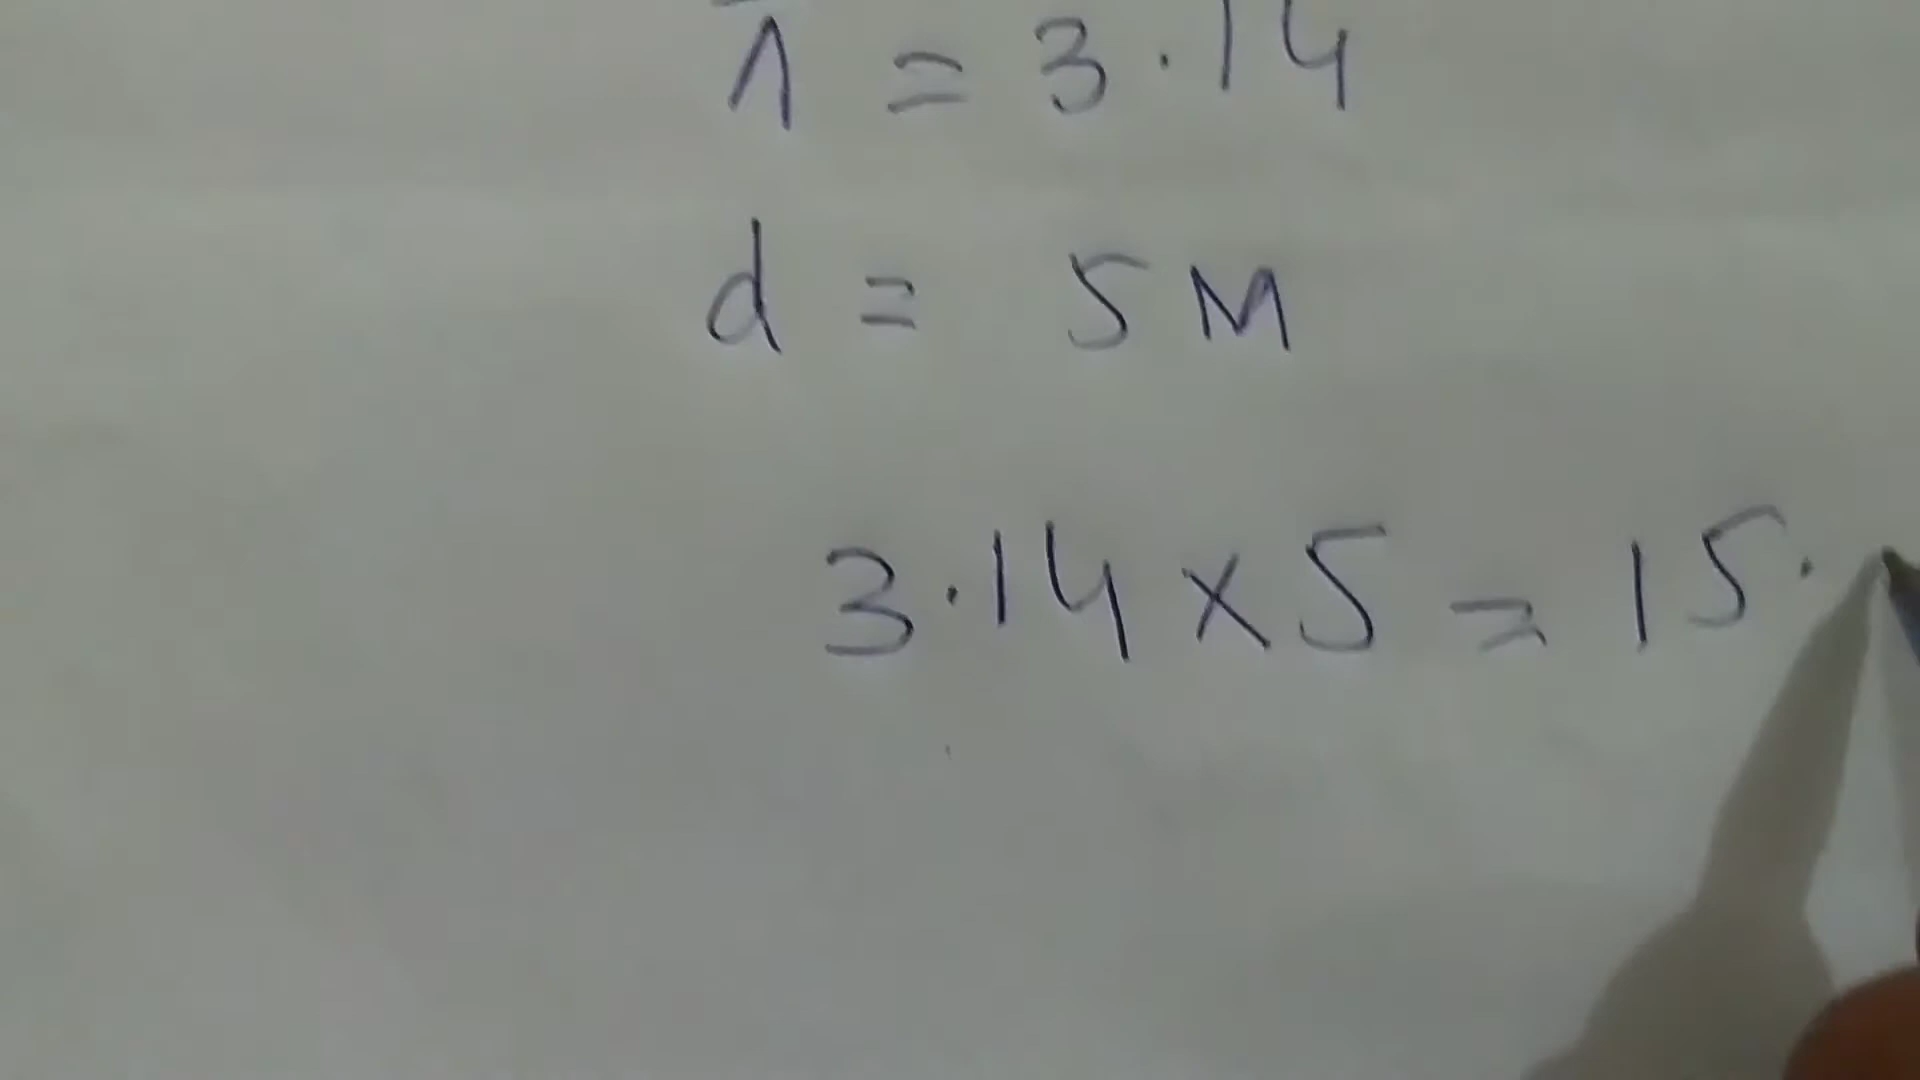 π = 3.14
d = 5M
3.14 x 5 = 15.